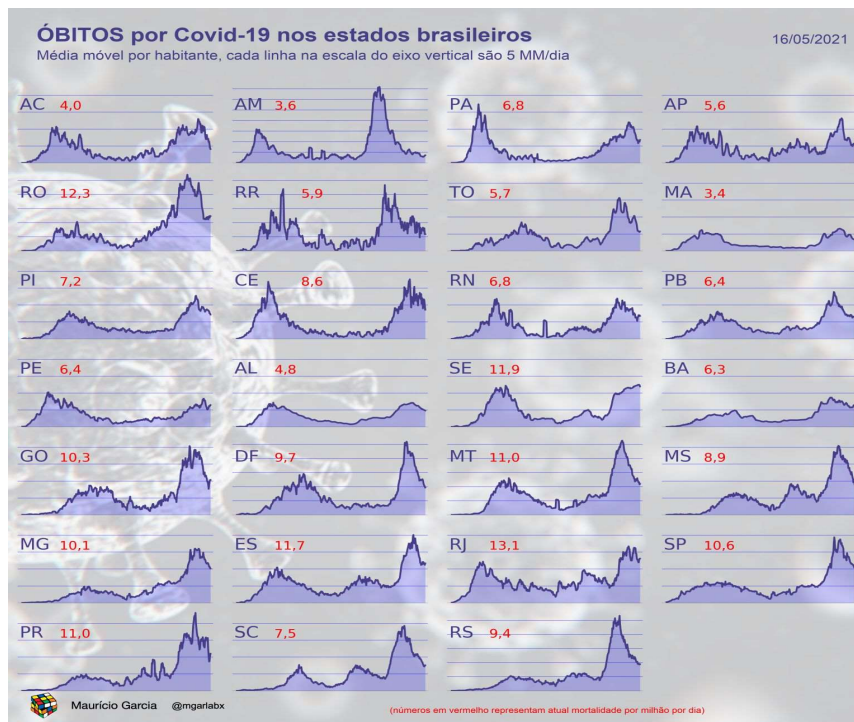 ÓBITOS por Covid-19 nos estados brasileiros
16/05/2021
Média móvel por habitante, cada linha na escala do eixo vertical são 5 MM/dia
AC 4,0
AM 3,6
PA 6,8
AP 5,6
RO 12,3
RR 5,9
TO 5,7
MA 3,4
PI 7,2
CE 8,6
RN 6,8
PB 6,4
PE 6,4
AL 4,8
SE 11,9
BA 6,3
GO 10,3
DF 9,7
MT 11,0
MS 8,9
MG 10,1
ES 11,7
RJ 13,1
SP 10,6
PR 11,0
SC 7,5
RS 9,4
Maurício Garcia @mgarlabx
(números em vermelho representam atual mortalidade por milhão por dia)